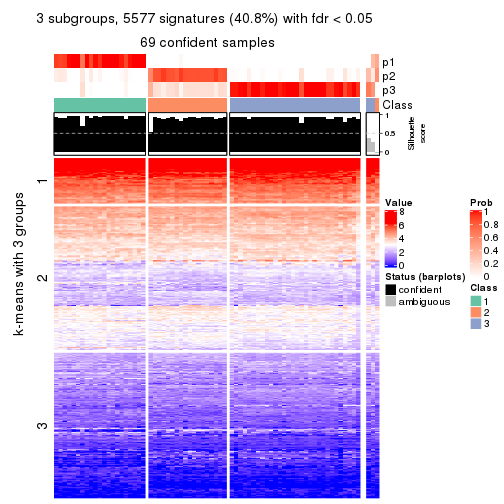 3 subgroups, 5577 signatures (40.8%) with fdr < 0.05
69 confident samples
p1
p2
p3
Class
1
0.5
0
Silhouette
score
k-means with 3 groups
1
2
3
Value
8
6
4
2
0
Status (barplots)
confident
ambiguous
Prob
1
0.8
0.6
0.4
0.2
0
Class
1
2
3